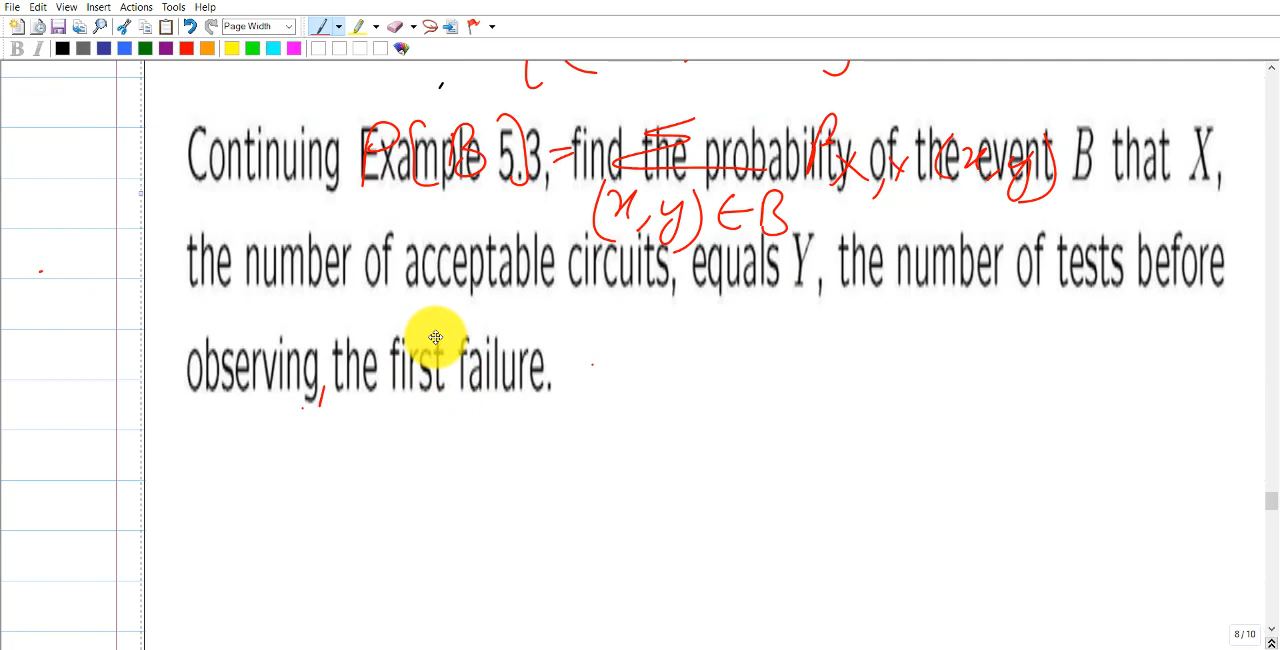 File Edit View Insert Actions Tools Help
Page Width
B I
Continuing Example 5.3, find the probability of the event B that X,
P[B] = P X,Y (x,y)
(x,y) ∈ B
the number of acceptable circuits, equals Y, the number of tests before
observing the first failure.
8/10